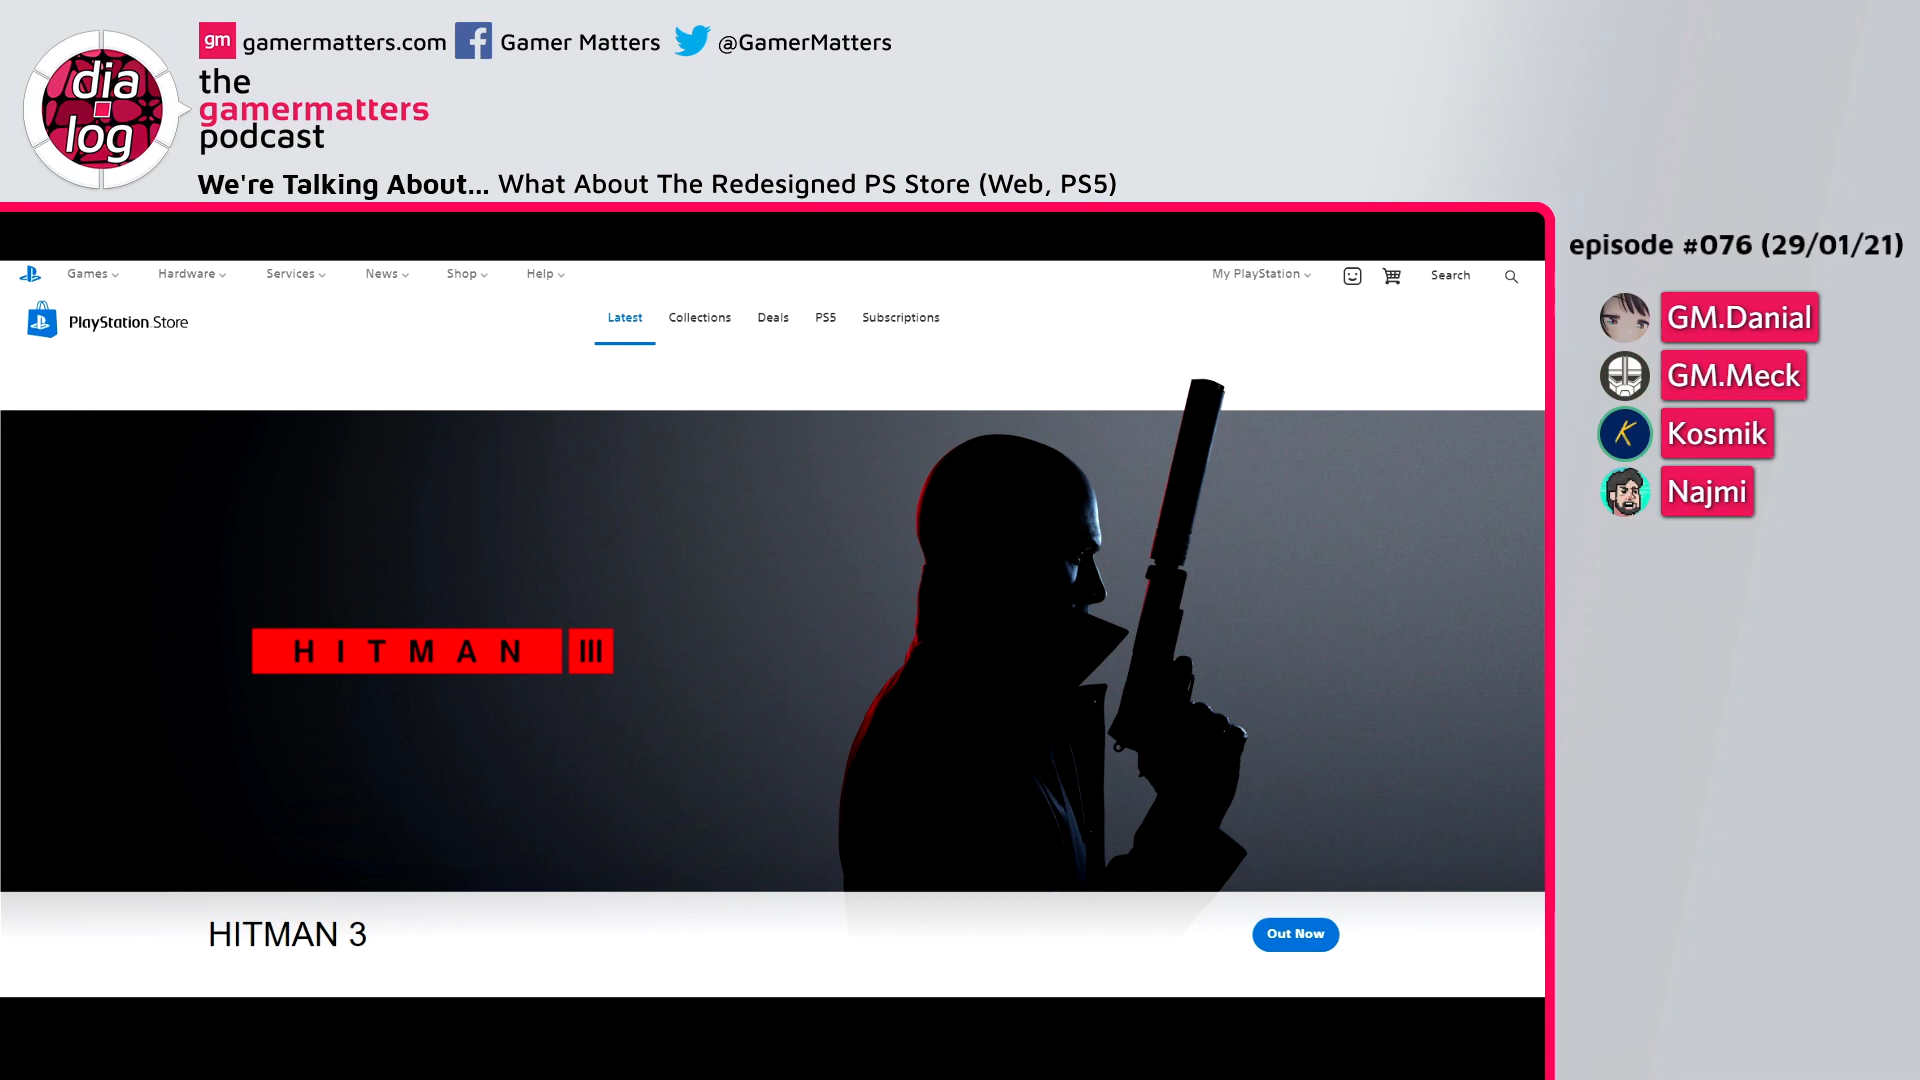 gm gamermatters.com Gamer Matters @GamerMatters
dia
log
the
gamermatters
podcast
We're Talking About... What About The Redesigned PS Store (Web, PS5)
episode #076 (29/01/21)
GM.Danial
GM.Meck
K Kosmik
Najmi
Games Hardware Services News Shop Help My PlayStation Search
PlayStation Store Latest Collections Deals PS5 Subscriptions
HITMAN III
HITMAN 3
Out Now